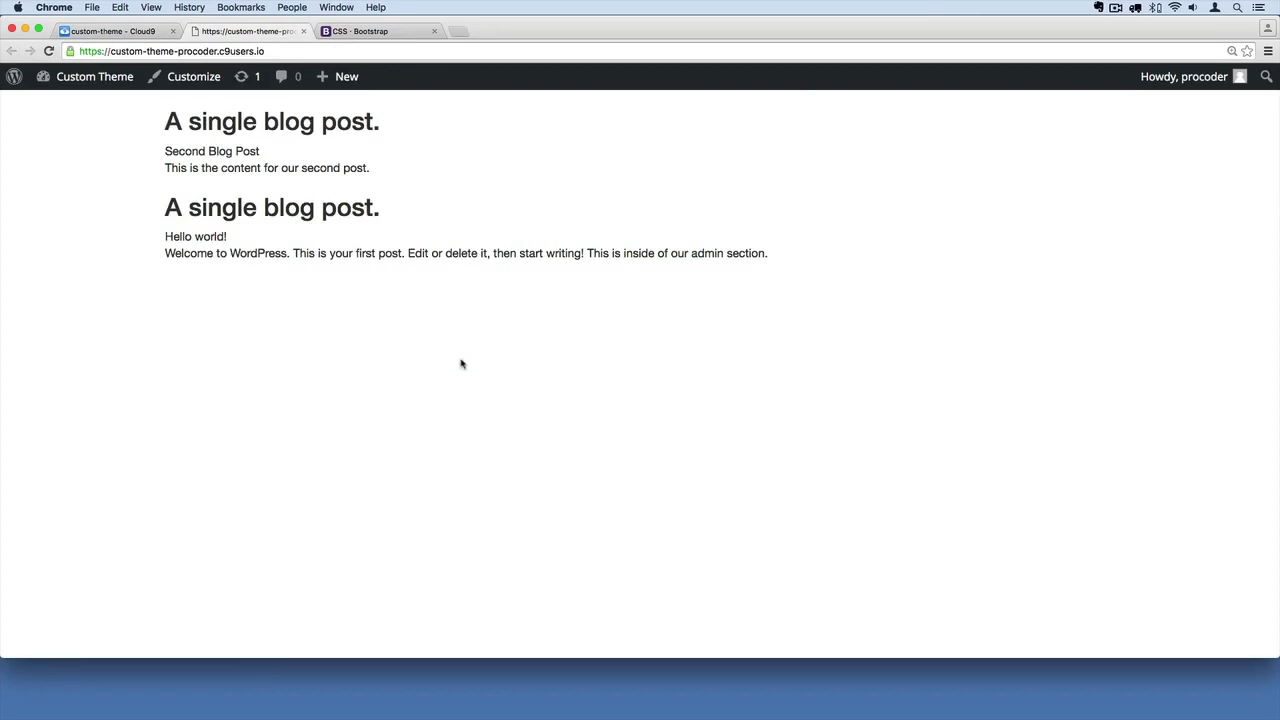 Chrome File Edit View History Bookmarks People Window Help
custom-theme - Cloud9 https://custom-theme-proc CSS · Bootstrap
https://custom-theme-procoder.c9users.io
Custom Theme Customize 1 0 New Howdy, procoder
A single blog post.
Second Blog Post
This is the content for our second post.
A single blog post.
Hello world!
Welcome to WordPress. This is your first post. Edit or delete it, then start writing! This is inside of our admin section.